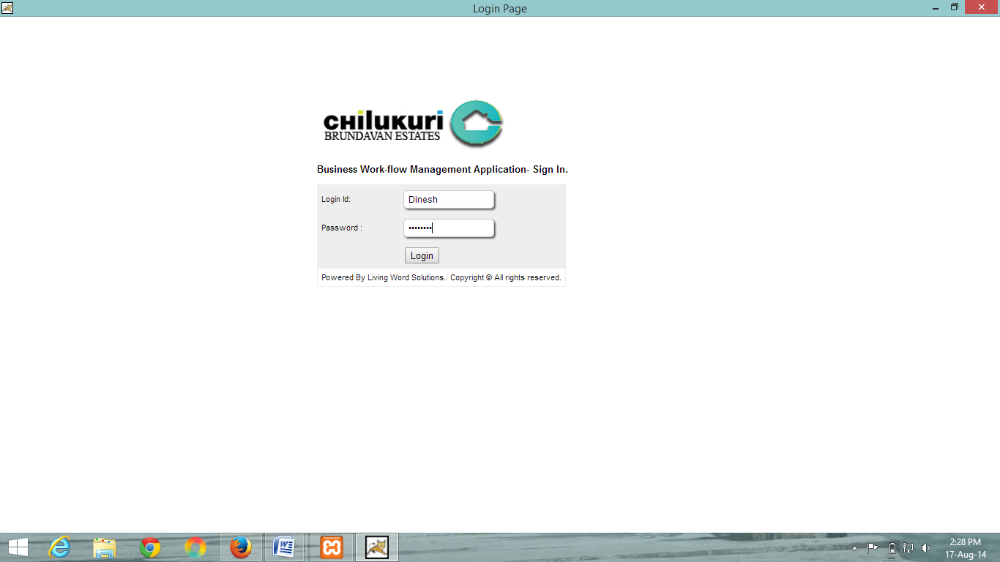 Login Page
CHILUKURI
BRUNDAVAN ESTATES
Business Work-flow Management Application- Sign In.
Login Id: Dinesh
Password : ••••••••
Login
Powered By Living Word Solutions.. Copyright © All rights reserved.
2:28 PM
17-Aug-14